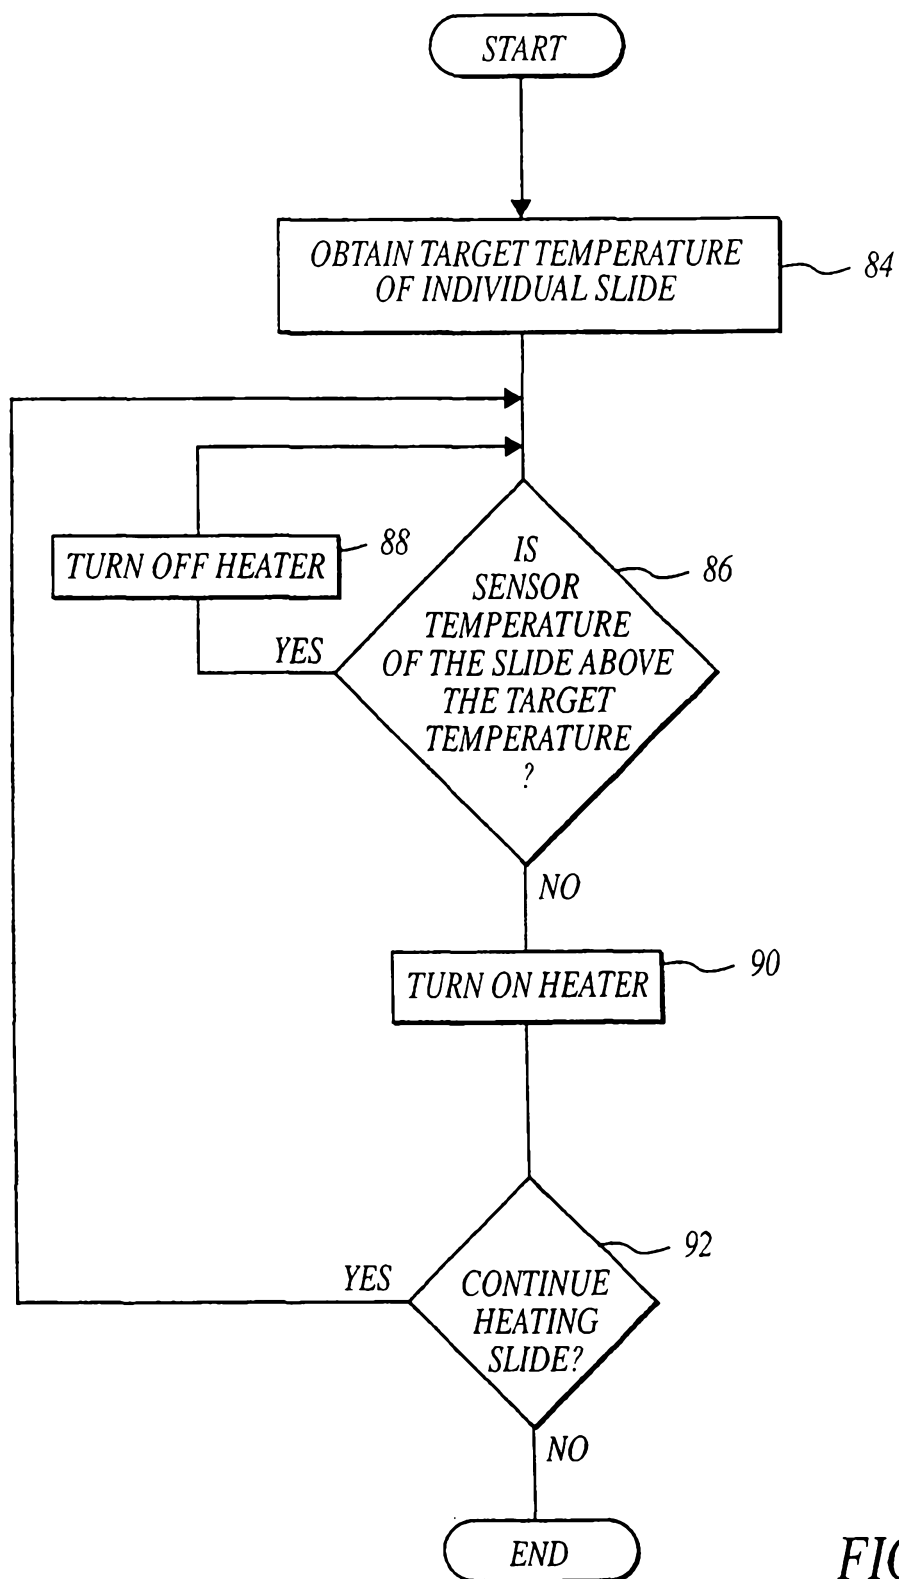 START
OBTAIN TARGET TEMPERATURE
OF INDIVIDUAL SLIDE
84
TURN OFF HEATER
88
IS
SENSOR
TEMPERATURE
OF THE SLIDE ABOVE
THE TARGET
TEMPERATURE
?
86
YES
NO
TURN ON HEATER
90
CONTINUE
HEATING
SLIDE?
92
YES
NO
END